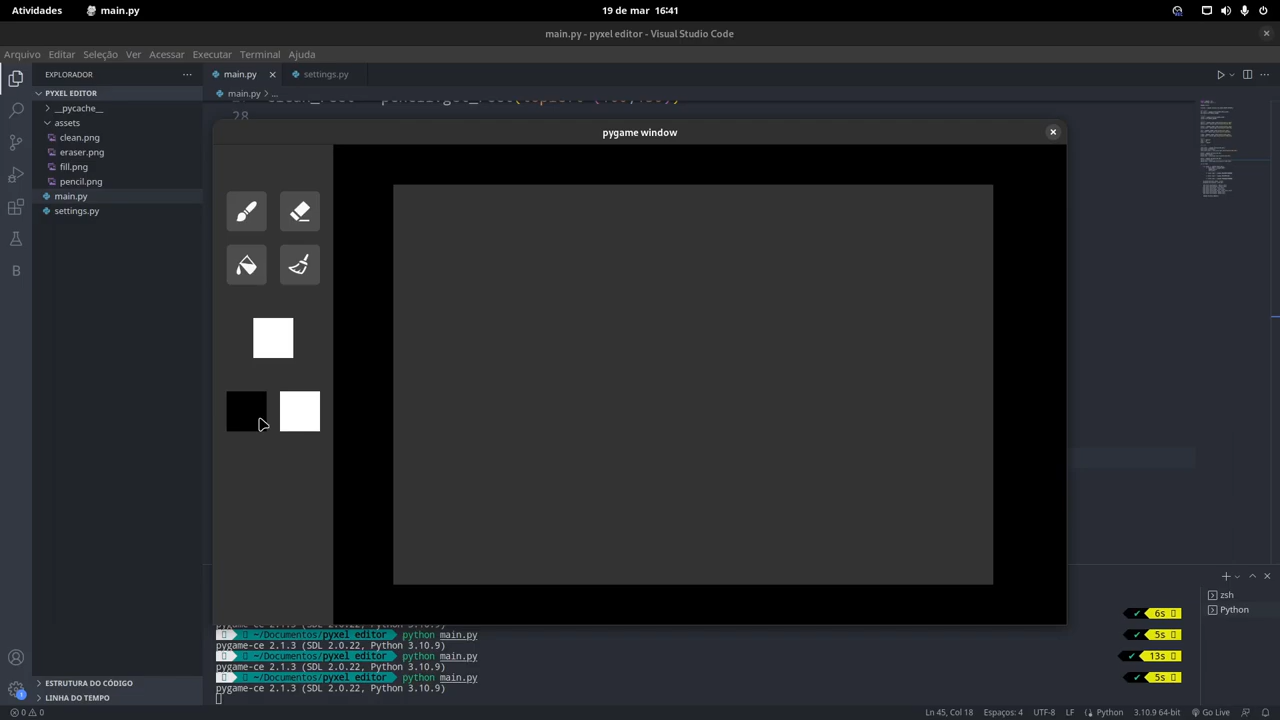 Atividades
main.py
19 de mar 16:41
main.py - pyxel editor - Visual Studio Code
Arquivo Editar Seleção Ver Acessar Executar Terminal Ajuda
EXPLORADOR
main.py
settings.py
PYXEL EDITOR
main.py > ...
__pycache__
assets
28
clean.png
eraser.png
fill.png
pencil.png
main.py
settings.py
pygame window
B
6s
~/Documentos/pyxel editor python main.py
5s
pygame-ce 2.1.3 (SDL 2.0.22, Python 3.10.9)
~/Documentos/pyxel editor python main.py
13s
pygame-ce 2.1.3 (SDL 2.0.22, Python 3.10.9)
~/Documentos/pyxel editor python main.py
5s
pygame-ce 2.1.3 (SDL 2.0.22, Python 3.10.9)
zsh
Python
ESTRUTURA DO CÓDIGO
LINHA DO TEMPO
1
0 0
Ln 45, Col 18 Espaços: 4 UTF-8 LF Python 3.10.9 64-bit Go Live